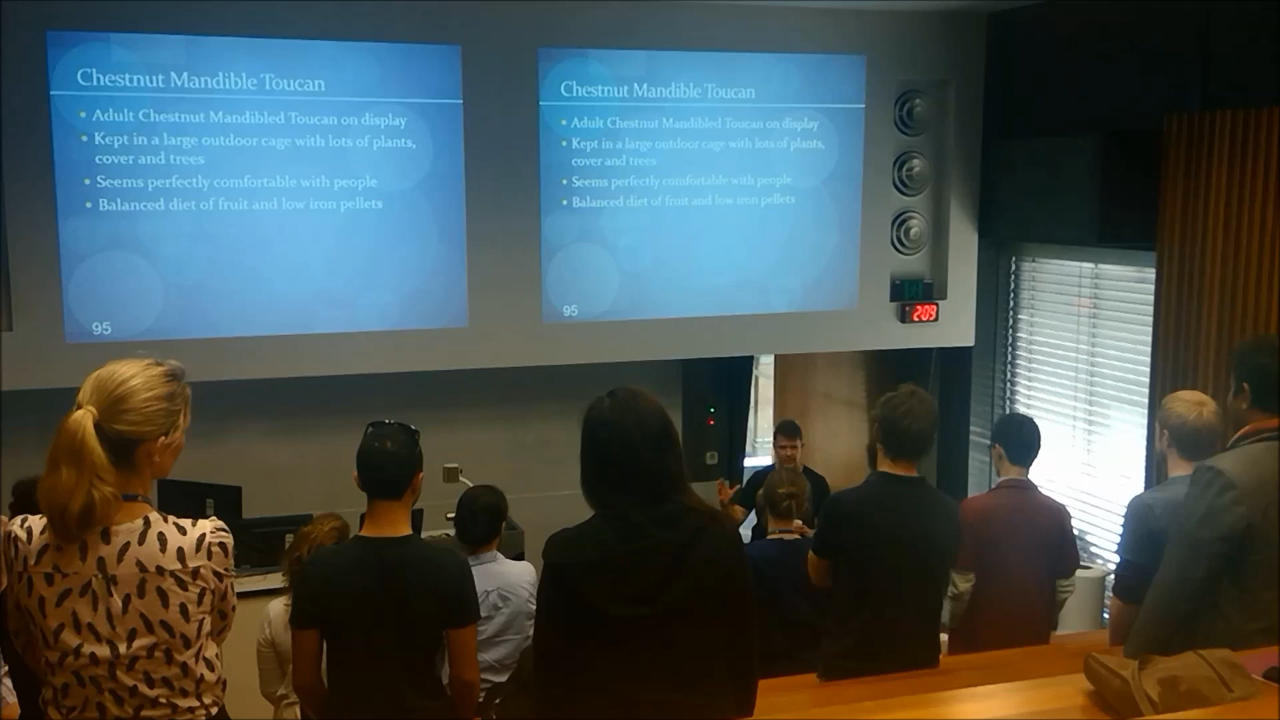 Chestnut Mandible Toucan
Adult Chestnut Mandibled Toucan on display
Kept in a large outdoor cage with lots of plants,
cover and trees
Seems perfectly comfortable with people
Balanced diet of fruit and low iron pellets
95
Chestnut Mandible Toucan
Adult Chestnut Mandibled Toucan on display
Kept in a large outdoor cage with lots of plants,
cover and trees
Seems perfectly comfortable with people
Balanced diet of fruit and low iron pellets
95
2:09